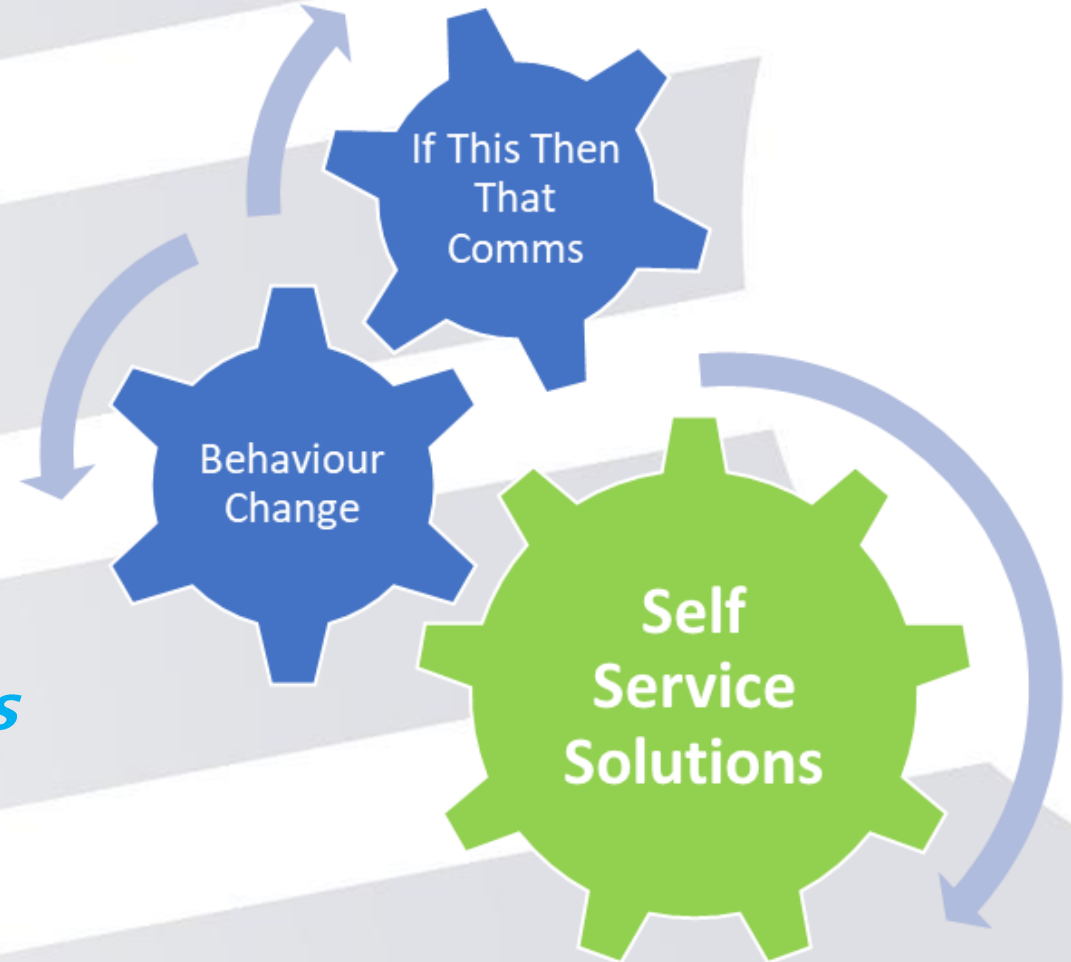 If This Then
That
Comms
Behaviour
Change
Self
Service
Solutions
s